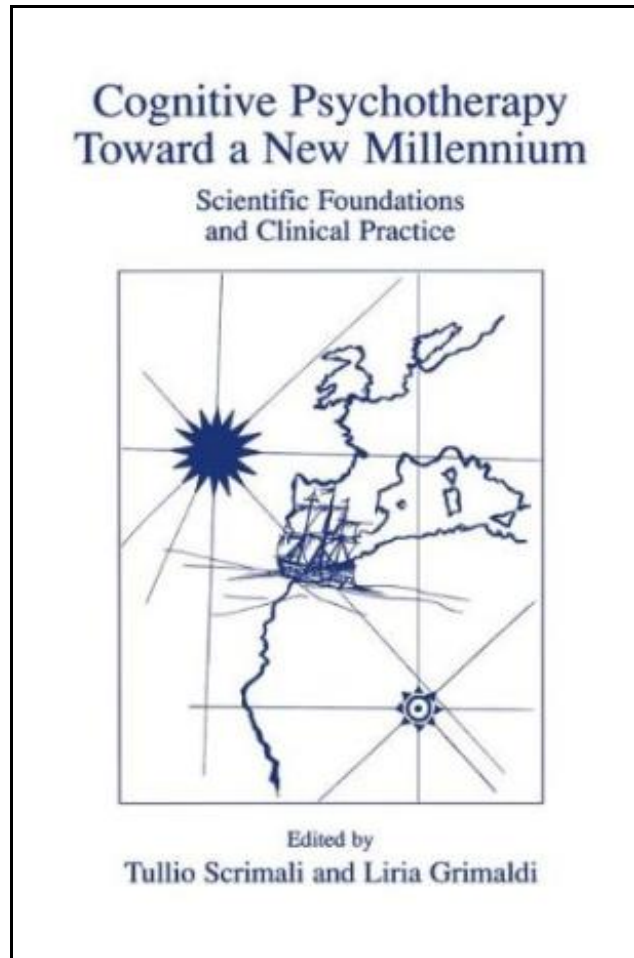 Cognitive Psychotherapy
Toward a New Millennium
Scientific Foundations
and Clinical Practice
Edited by
Tullio Scrimali and Liria Grimaldi